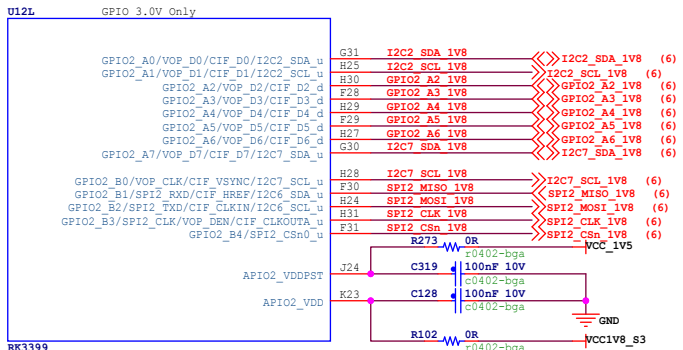 U12L GPIO 3.0V Only
GPIO2_A0/VOP_D0/CIF_D0/I2C2_SDA_u G31 I2C2_SDA_1V8 I2C2_SDA_1V8 (6)
GPIO2_A1/VOP_D1/CIF_D1/I2C2_SCL_u H25 I2C2_SCL_1V8 I2C2_SCL_1V8 (6)
GPIO2_A2/VOP_D2/CIF_D2_d H30 GPIO2_A2_1V8 GPIO2_A2_1V8 (6)
GPIO2_A3/VOP_D3/CIF_D3_d F28 GPIO2_A3_1V8 GPIO2_A3_1V8 (6)
GPIO2_A4/VOP_D4/CIF_D4_d H29 GPIO2_A4_1V8 GPIO2_A4_1V8 (6)
GPIO2_A5/VOP_D5/CIF_D5_d F29 GPIO2_A5_1V8 GPIO2_A5_1V8 (6)
GPIO2_A6/VOP_D6/CIF_D6_d H27 GPIO2_A6_1V8 GPIO2_A6_1V8 (6)
GPIO2_A7/VOP_D7/CIF_D7/I2C7_SDA_u G30 I2C7_SDA_1V8 I2C7_SDA_1V8 (6)
GPIO2_B0/VOP_CLK/CIF_VSYNC/I2C7_SCL_u H28 I2C7_SCL_1V8 I2C7_SCL_1V8 (6)
GPIO2_B1/SPI2_RXD/CIF_HREF/I2C6_SDA_u F30 SPI2_MISO_1V8 SPI2_MISO_1V8 (6)
GPIO2_B2/SPI2_TXD/CIF_CLKIN/I2C6_SCL_u H24 SPI2_MOSI_1V8 SPI2_MOSI_1V8 (6)
GPIO2_B3/SPI2_CLK/VOP_DEN/CIF_CLKOUTA_u H31 SPI2_CLK_1V8 SPI2_CLK_1V8 (6)
GPIO2_B4/SPI2_CSn0_u F31 SPI2_CSn_1V8 SPI2_CSn_1V8 (6)
R273 0R VCC_1V5
r0402-bga
APIO2_VDDPST J24 C319 100nF 10V
c0402-bga
APIO2_VDD K23 C128 100nF 10V
c0402-bga
GND
R102 0R VCC1V8_S3
RK3399 r0402-bga